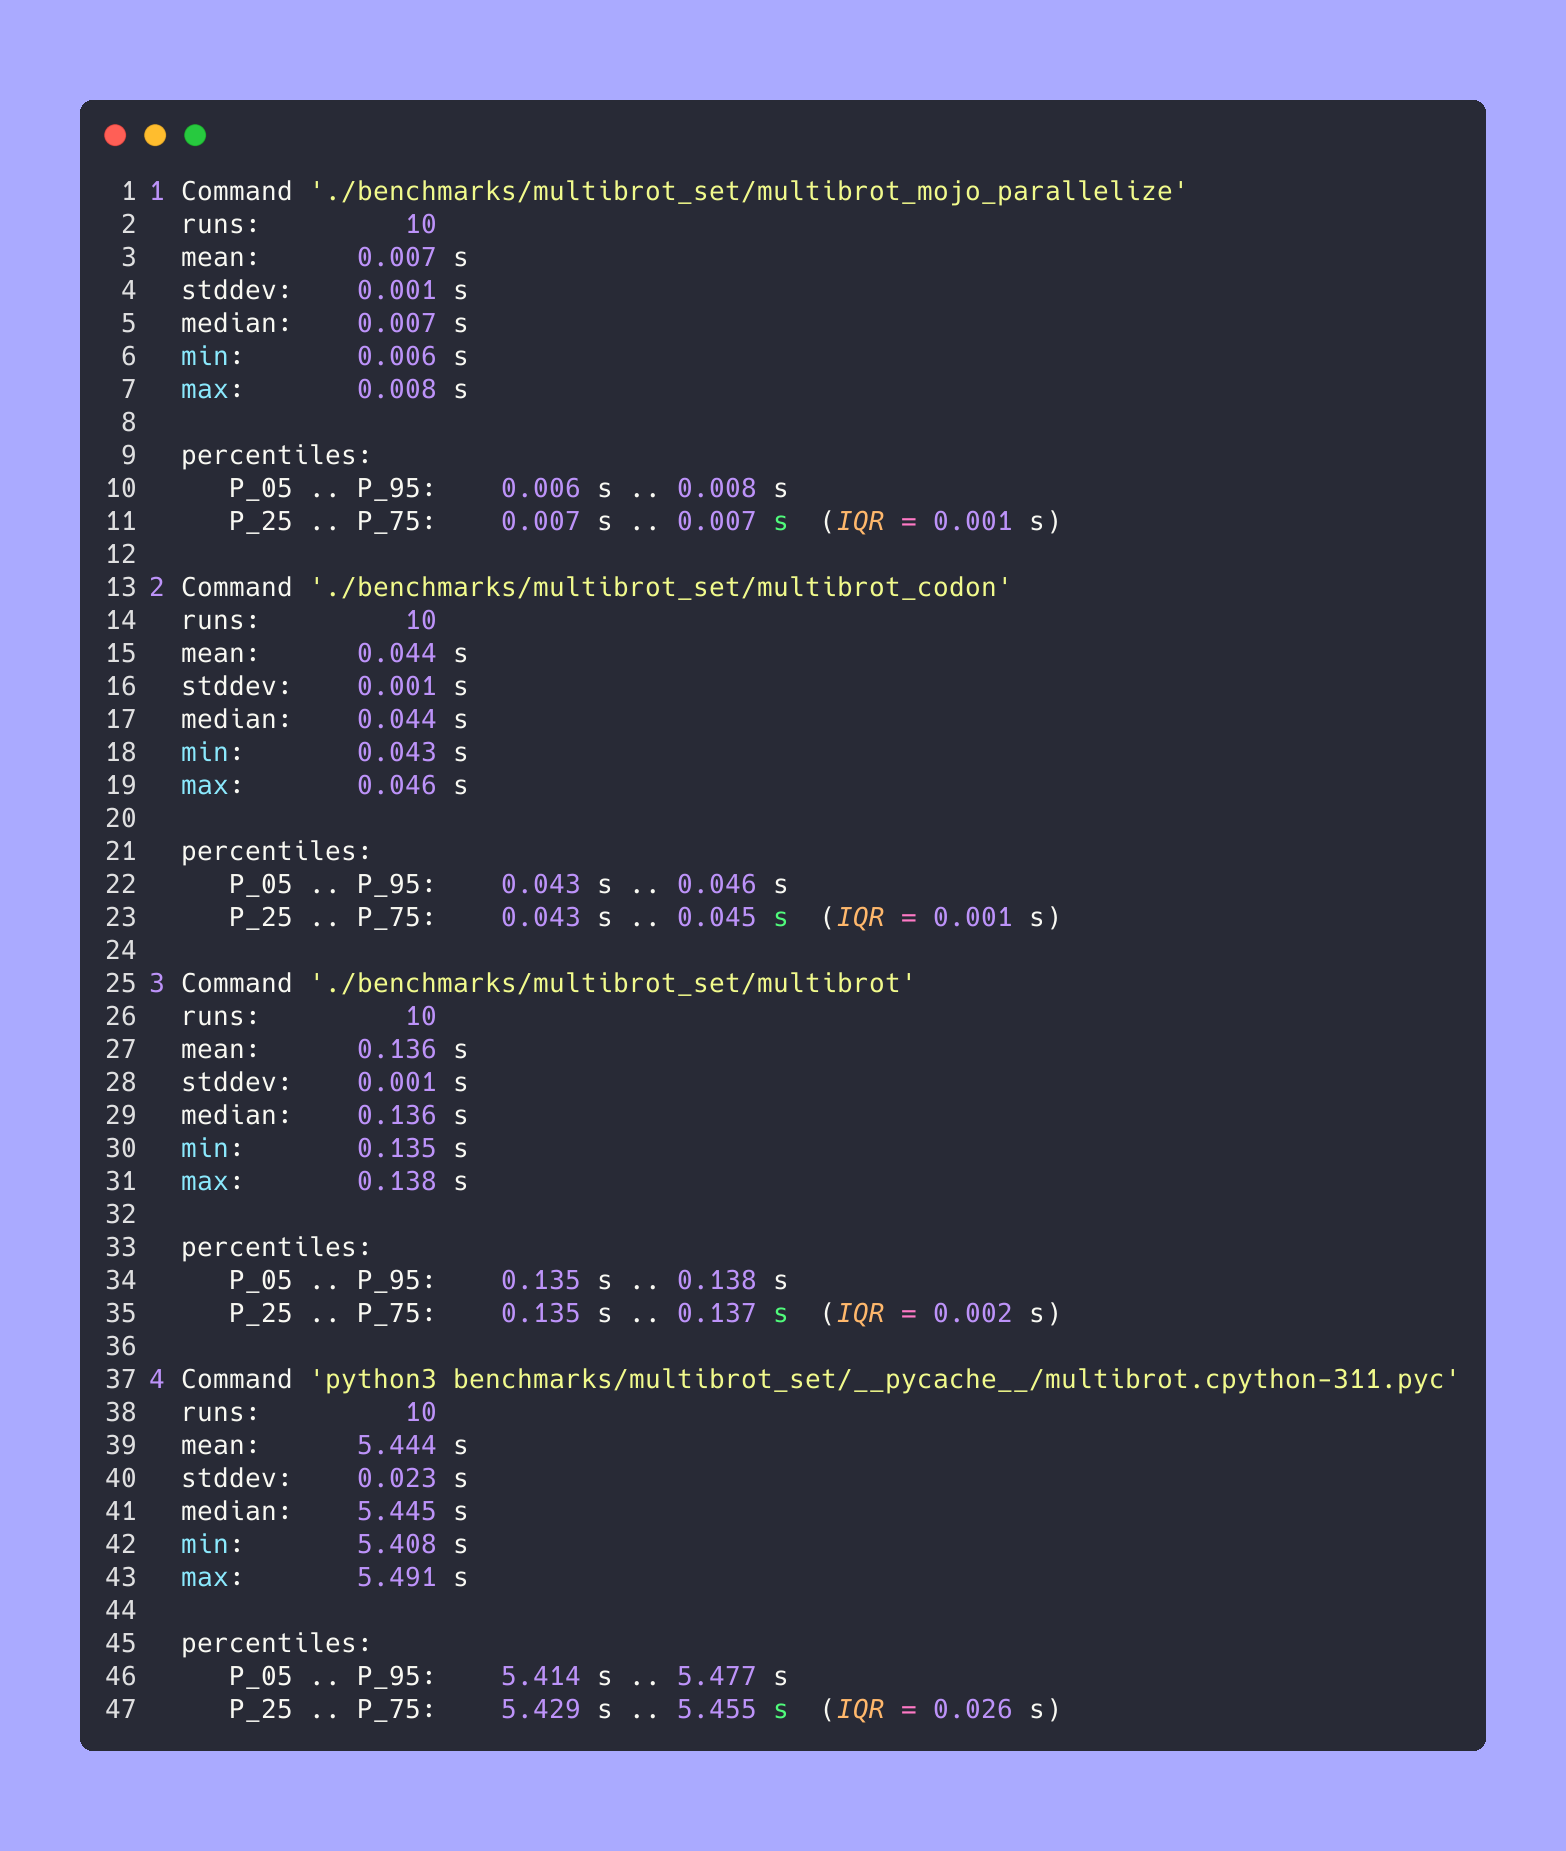 1 1 Command './benchmarks/multibrot_set/multibrot_mojo_parallelize'
2 runs: 10
3 mean: 0.007 s
4 stddev: 0.001 s
5 median: 0.007 s
6 min: 0.006 s
7 max: 0.008 s
8
9 percentiles:
10 P_05 .. P_95: 0.006 s .. 0.008 s
11 P_25 .. P_75: 0.007 s .. 0.007 s (IQR = 0.001 s)
12
13 2 Command './benchmarks/multibrot_set/multibrot_codon'
14 runs: 10
15 mean: 0.044 s
16 stddev: 0.001 s
17 median: 0.044 s
18 min: 0.043 s
19 max: 0.046 s
20
21 percentiles:
22 P_05 .. P_95: 0.043 s .. 0.046 s
23 P_25 .. P_75: 0.043 s .. 0.045 s (IQR = 0.001 s)
24
25 3 Command './benchmarks/multibrot_set/multibrot'
26 runs: 10
27 mean: 0.136 s
28 stddev: 0.001 s
29 median: 0.136 s
30 min: 0.135 s
31 max: 0.138 s
32
33 percentiles:
34 P_05 .. P_95: 0.135 s .. 0.138 s
35 P_25 .. P_75: 0.135 s .. 0.137 s (IQR = 0.002 s)
36
37 4 Command 'python3 benchmarks/multibrot_set/__pycache__/multibrot.cpython-311.pyc'
38 runs: 10
39 mean: 5.444 s
40 stddev: 0.023 s
41 median: 5.445 s
42 min: 5.408 s
43 max: 5.491 s
44
45 percentiles:
46 P_05 .. P_95: 5.414 s .. 5.477 s
47 P_25 .. P_75: 5.429 s .. 5.455 s (IQR = 0.026 s)